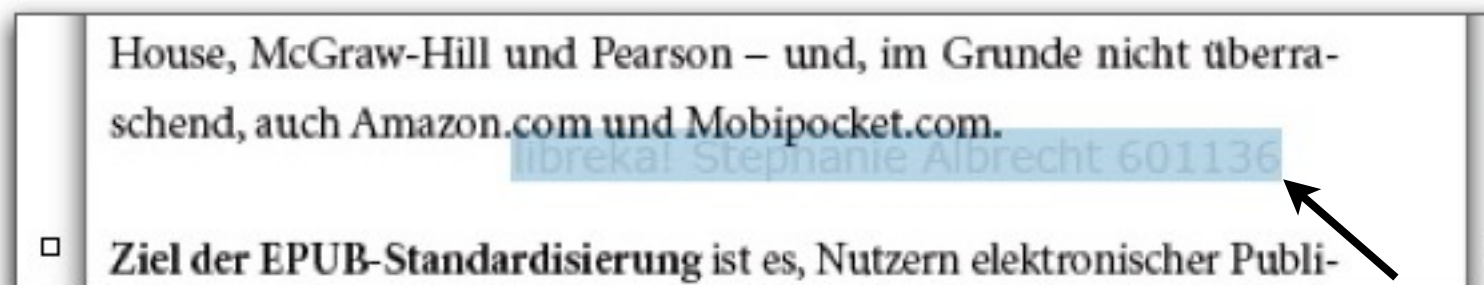 House, McGraw-Hill und Pearson – und, im Grunde nicht überra-
schend, auch Amazon.com und Mobipocket.com.
libreka! Stephanie Albrecht 601136
Ziel der EPUB-Standardisierung ist es, Nutzern elektronischer Publi-